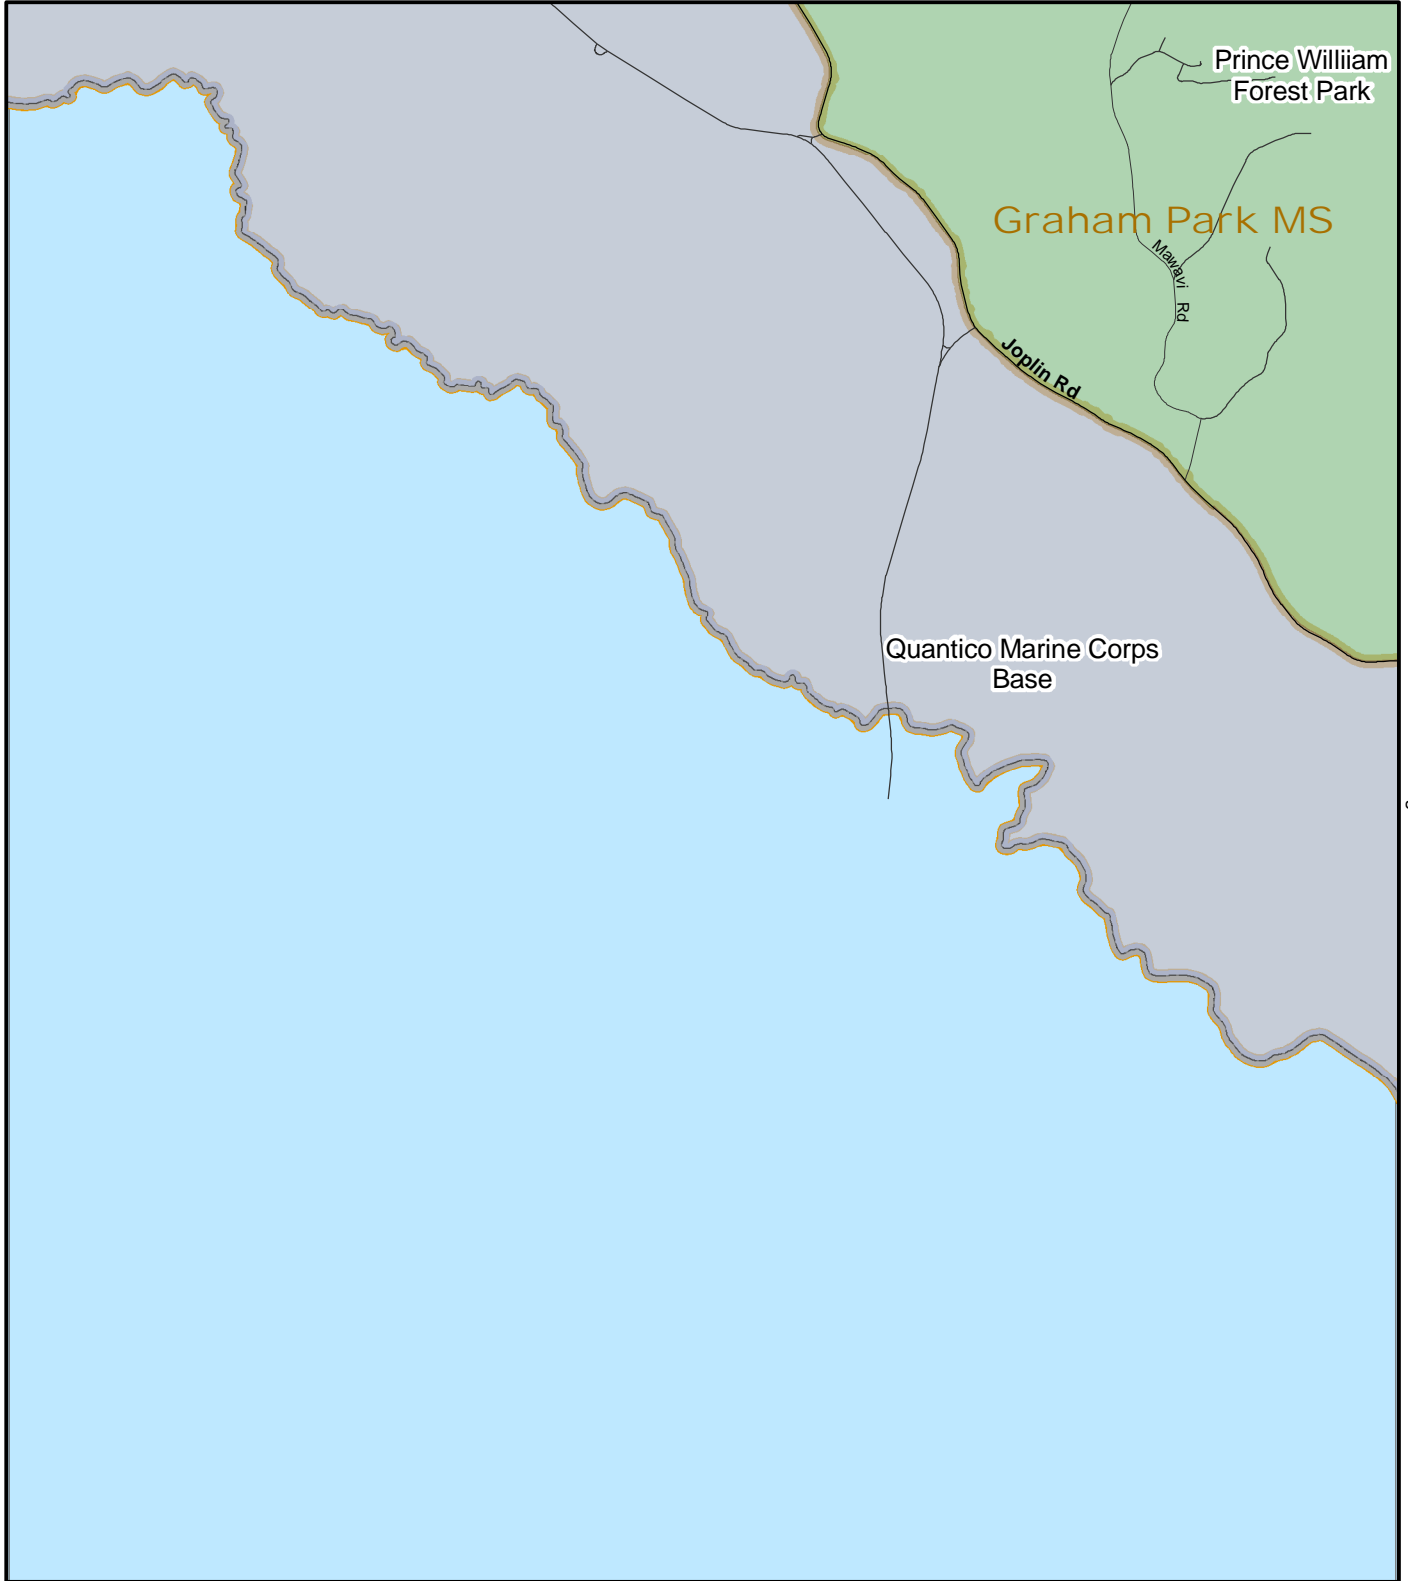 Prince Williiam
Forest Park
Graham Park MS
Mawavi Rd
Joplin Rd
Quantico Marine Corps
Base